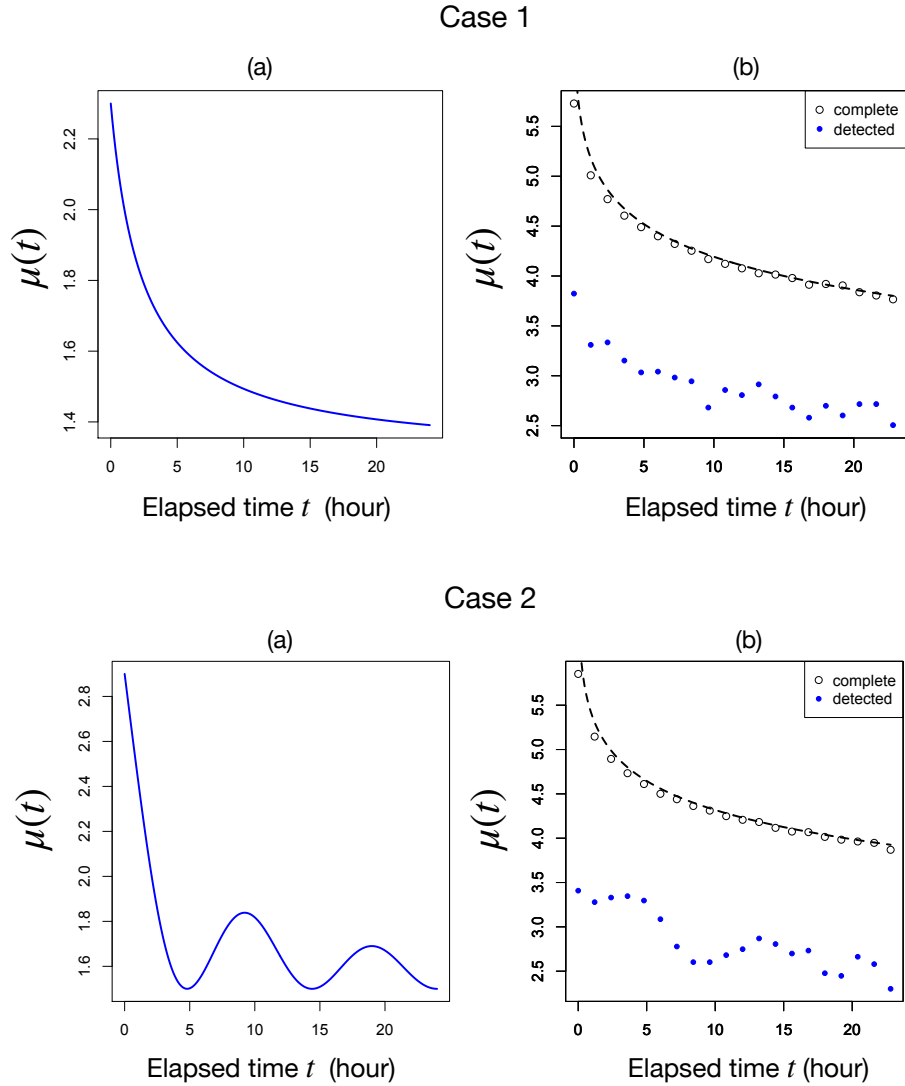 Case 1
(a)
(b)
μ(t)
2.2
2.0
1.8
1.6
1.4
0 5 10 15 20
Elapsed time t (hour)
μ(t)
5.5
5.0
4.5
4.0
3.5
3.0
2.5
complete
detected
0 5 10 15 20
Elapsed time t (hour)
Case 2
(a)
(b)
μ(t)
2.8
2.6
2.4
2.2
2.0
1.8
1.6
0 5 10 15 20
Elapsed time t (hour)
μ(t)
5.5
5.0
4.5
4.0
3.5
3.0
2.5
complete
detected
0 5 10 15 20
Elapsed time t (hour)